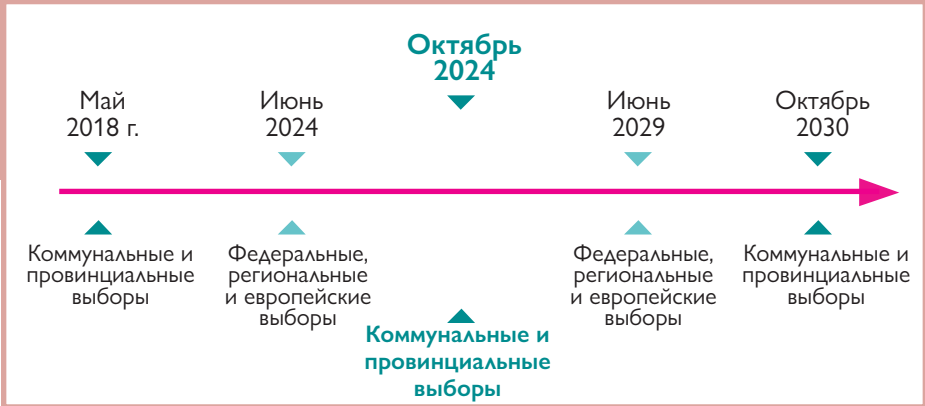 Октябрь
2024
Май
2018 г.
Июнь
2024
Июнь
2029
Октябрь
2030
Коммунальные и
провинциальные
выборы
Федеральные,
региональные
и европейские
выборы
Коммунальные и
провинциальные
выборы
Федеральные,
региональные
и европейские
выборы
Коммунальные и
провинциальные
выборы